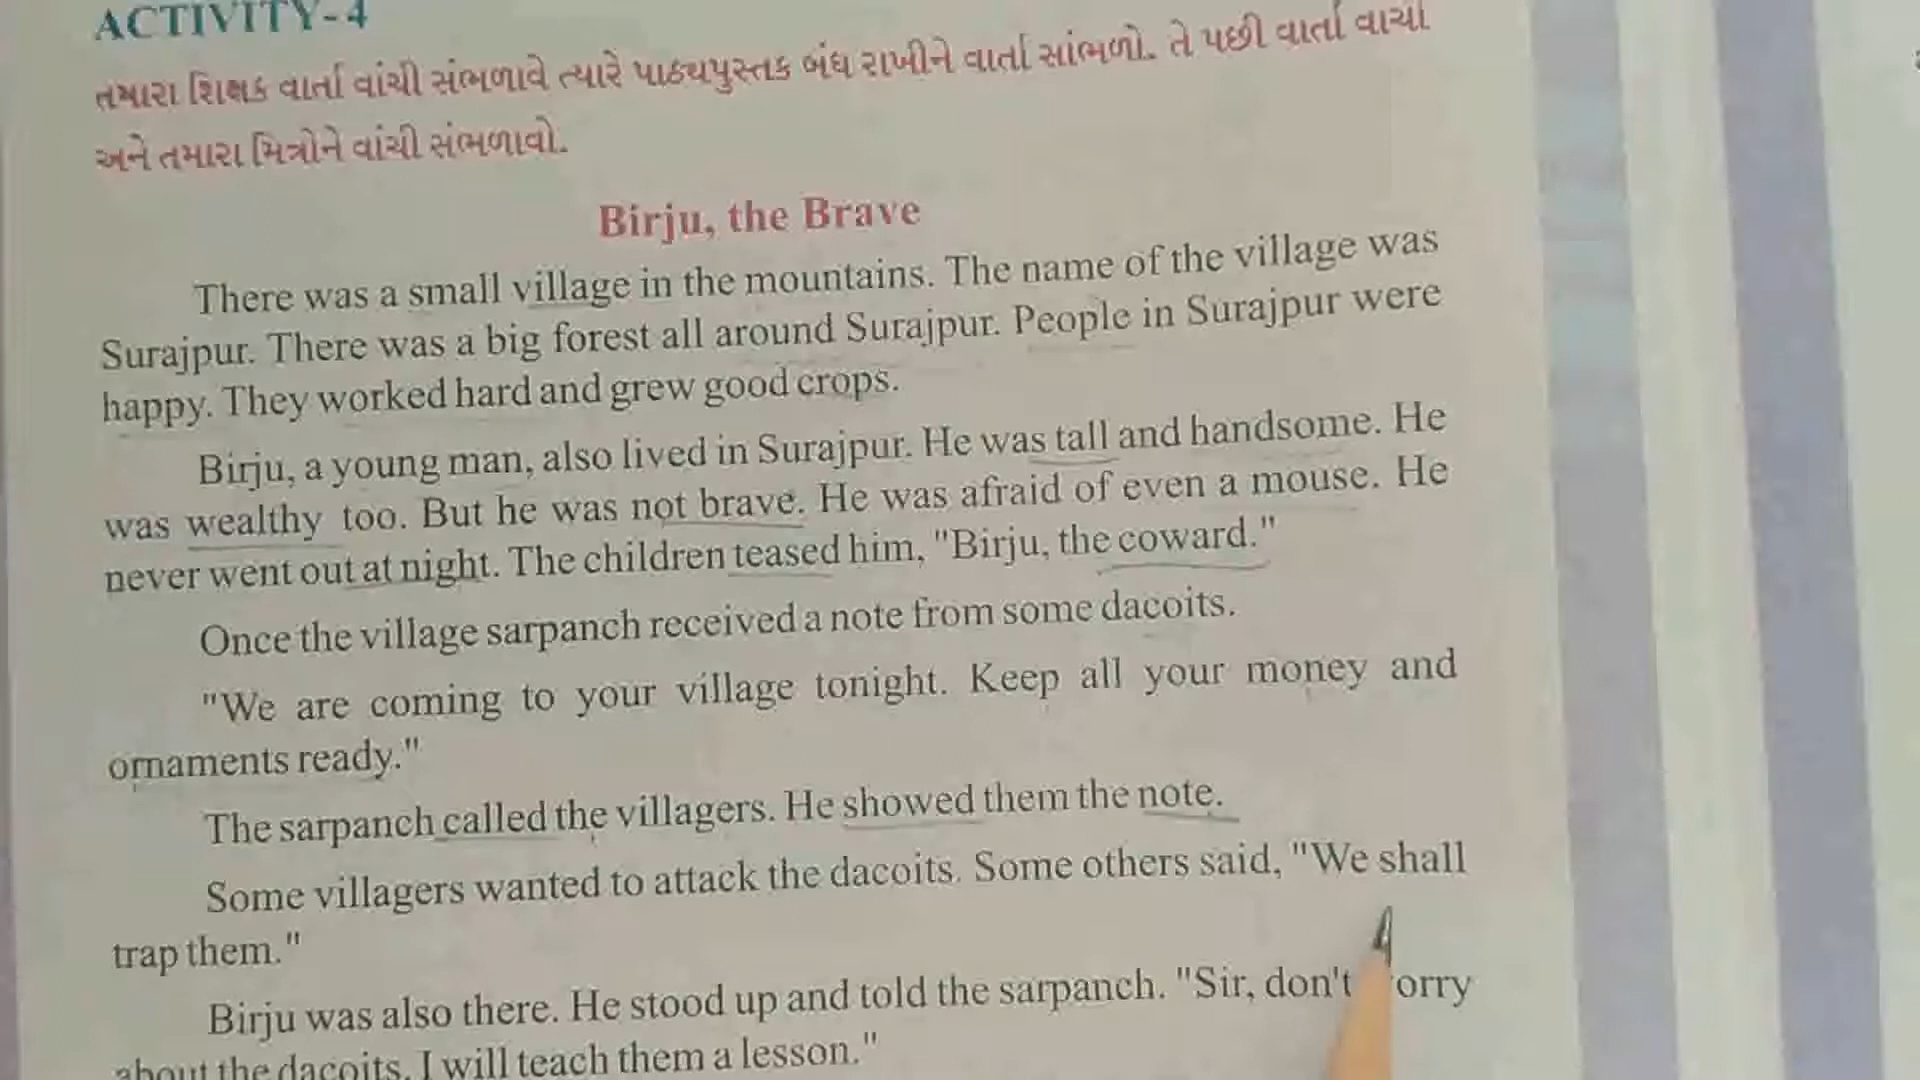 ACTIVITY-4
તમારા શિક્ષક વાર્તા વાંચી સંભળાવે ત્યારે પાઠ્યપુસ્તક બંધ રાખીને વાર્તા સાંભળો. તે પછી વાર્તા વાંચો
અને તમારા મિત્રોને વાંચી સંભળાવો.
Birju, the Brave
There was a small village in the mountains. The name of the village was
Surajpur. There was a big forest all around Surajpur. People in Surajpur were
happy. They worked hard and grew good crops.
Birju, a young man, also lived in Surajpur. He was tall and handsome. He
was wealthy too. But he was not brave. He was afraid of even a mouse. He
never went out at night. The children teased him, "Birju, the coward."
Once the village sarpanch received a note from some dacoits.
"We are coming to your village tonight. Keep all your money and
ornaments ready."
The sarpanch called the villagers. He showed them the note.
Some villagers wanted to attack the dacoits. Some others said, "We shall
trap them."
Birju was also there. He stood up and told the sarpanch. "Sir, don't orry
about the dacoits. I will teach them a lesson."